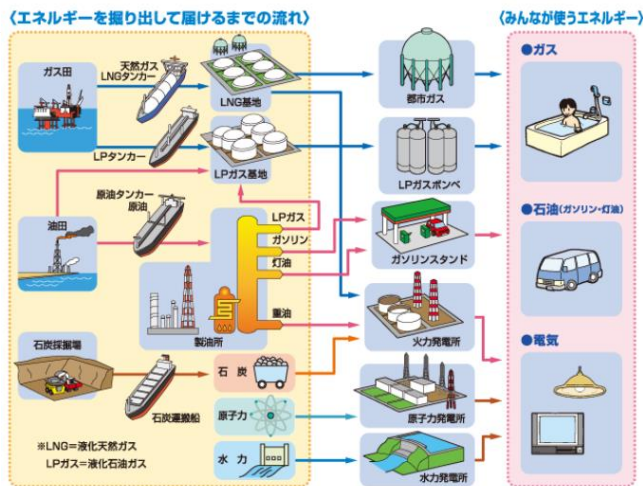 〈エネルギーを掘り出して届けるまでの流れ〉
〈みんなが使うエネルギー〉
ガス田
天然ガス
LNGタンカー
LNG基地
都市ガス
●ガス
LPタンカー
LPガス基地
LPガスボンベ
原油タンカー
原油
油田
LPガス
ガソリン
灯油
重油
製油所
ガソリンスタンド
●石油(ガソリン・灯油)
火力発電所
石炭採掘場
石炭運搬船
石炭
●電気
原子力
原子力発電所
※LNG=液化天然ガス
LPガス=液化石油ガス
水力
水力発電所